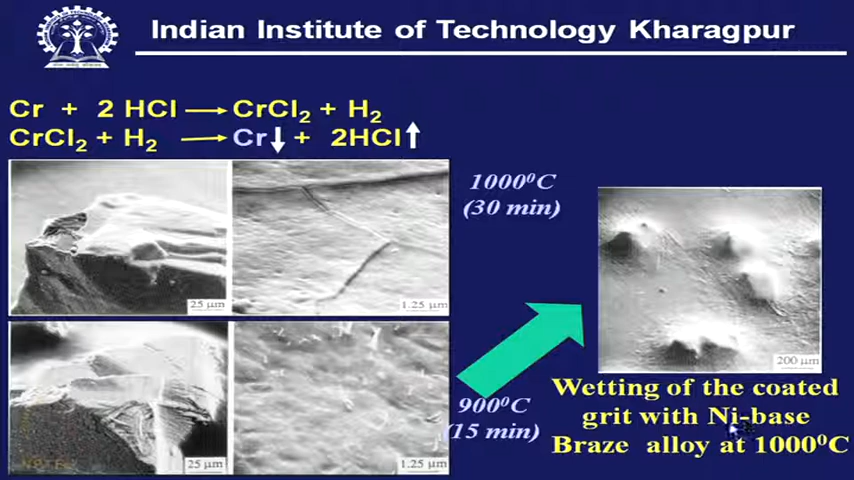 Indian Institute of Technology Kharagpur
Cr + 2 HCl → CrCl₂ + H₂
CrCl₂ + H₂ → Cr↓ + 2HCl↑
1000⁰C
(30 min)
25 µm
1.25 µm
900⁰C
(15 min)
25 µm
1.25 µm
200 µm
Wetting of the coated
grit with Ni-base
Braze alloy at 1000⁰C
NPTEL